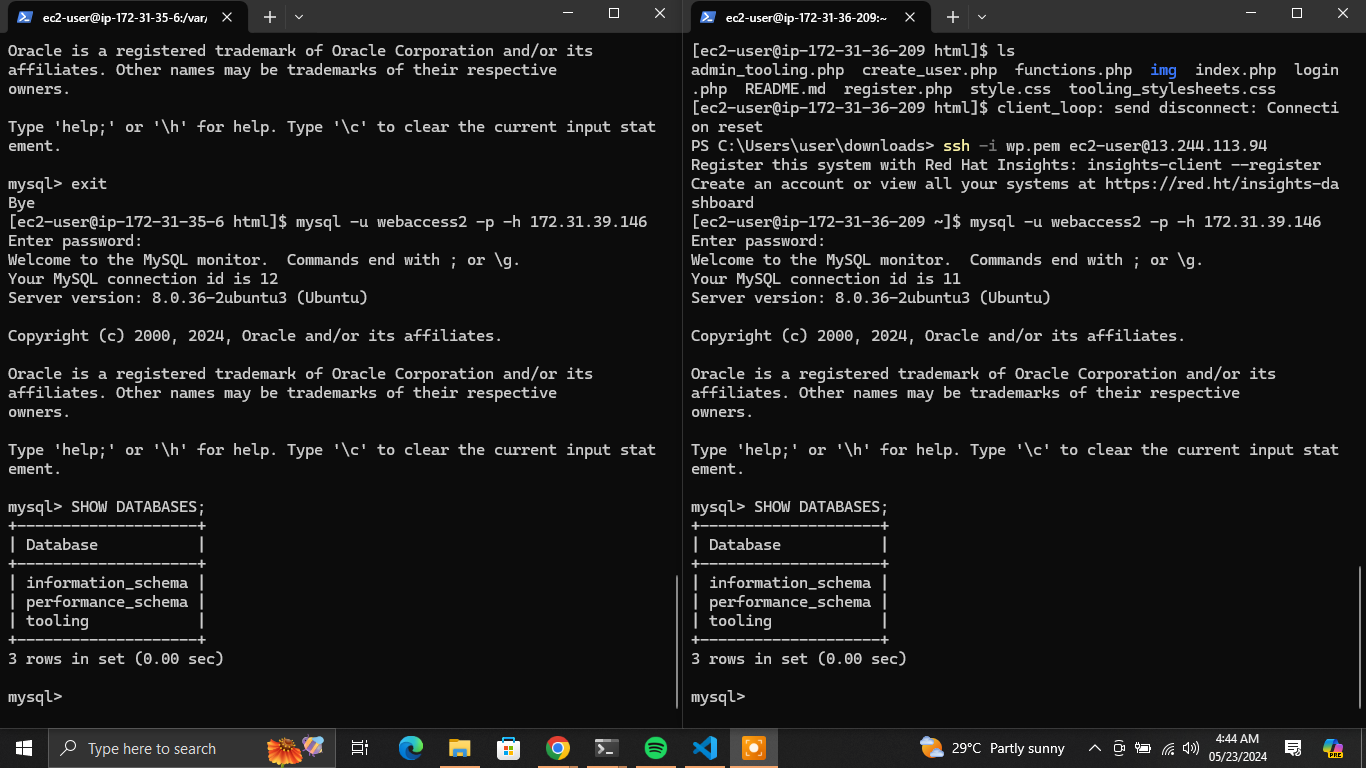 ec2-user@ip-172-31-35-6:/var/
Oracle is a registered trademark of Oracle Corporation and/or its
affiliates. Other names may be trademarks of their respective
owners.
Type 'help;' or '\h' for help. Type '\c' to clear the current input stat
ement.
mysql> exit
Bye
[ec2-user@ip-172-31-35-6 html]$ mysql -u webaccess2 -p -h 172.31.39.146
Enter password:
Welcome to the MySQL monitor.  Commands end with ; or \g.
Your MySQL connection id is 12
Server version: 8.0.36-2ubuntu3 (Ubuntu)
Copyright (c) 2000, 2024, Oracle and/or its affiliates.
Oracle is a registered trademark of Oracle Corporation and/or its
affiliates. Other names may be trademarks of their respective
owners.
Type 'help;' or '\h' for help. Type '\c' to clear the current input stat
ement.
mysql> SHOW DATABASES;
+--------------------+
| Database           |
+--------------------+
| information_schema |
| performance_schema |
| tooling            |
+--------------------+
3 rows in set (0.00 sec)
mysql>
ec2-user@ip-172-31-36-209:~
[ec2-user@ip-172-31-36-209 html]$ ls
admin_tooling.php  create_user.php  functions.php  img  index.php  login
.php  README.md  register.php  style.css  tooling_stylesheets.css
[ec2-user@ip-172-31-36-209 html]$ client_loop: send disconnect: Connecti
on reset
PS C:\Users\user\downloads> ssh -i wp.pem ec2-user@13.244.113.94
Register this system with Red Hat Insights: insights-client --register
Create an account or view all your systems at https://red.ht/insights-da
shboard
[ec2-user@ip-172-31-36-209 ~]$ mysql -u webaccess2 -p -h 172.31.39.146
Enter password:
Welcome to the MySQL monitor.  Commands end with ; or \g.
Your MySQL connection id is 11
Server version: 8.0.36-2ubuntu3 (Ubuntu)
Copyright (c) 2000, 2024, Oracle and/or its affiliates.
Oracle is a registered trademark of Oracle Corporation and/or its
affiliates. Other names may be trademarks of their respective
owners.
Type 'help;' or '\h' for help. Type '\c' to clear the current input stat
ement.
mysql> SHOW DATABASES;
+--------------------+
| Database           |
+--------------------+
| information_schema |
| performance_schema |
| tooling            |
+--------------------+
3 rows in set (0.00 sec)
mysql>
Type here to search
29°C  Partly sunny
4:44 AM
05/23/2024
PRE